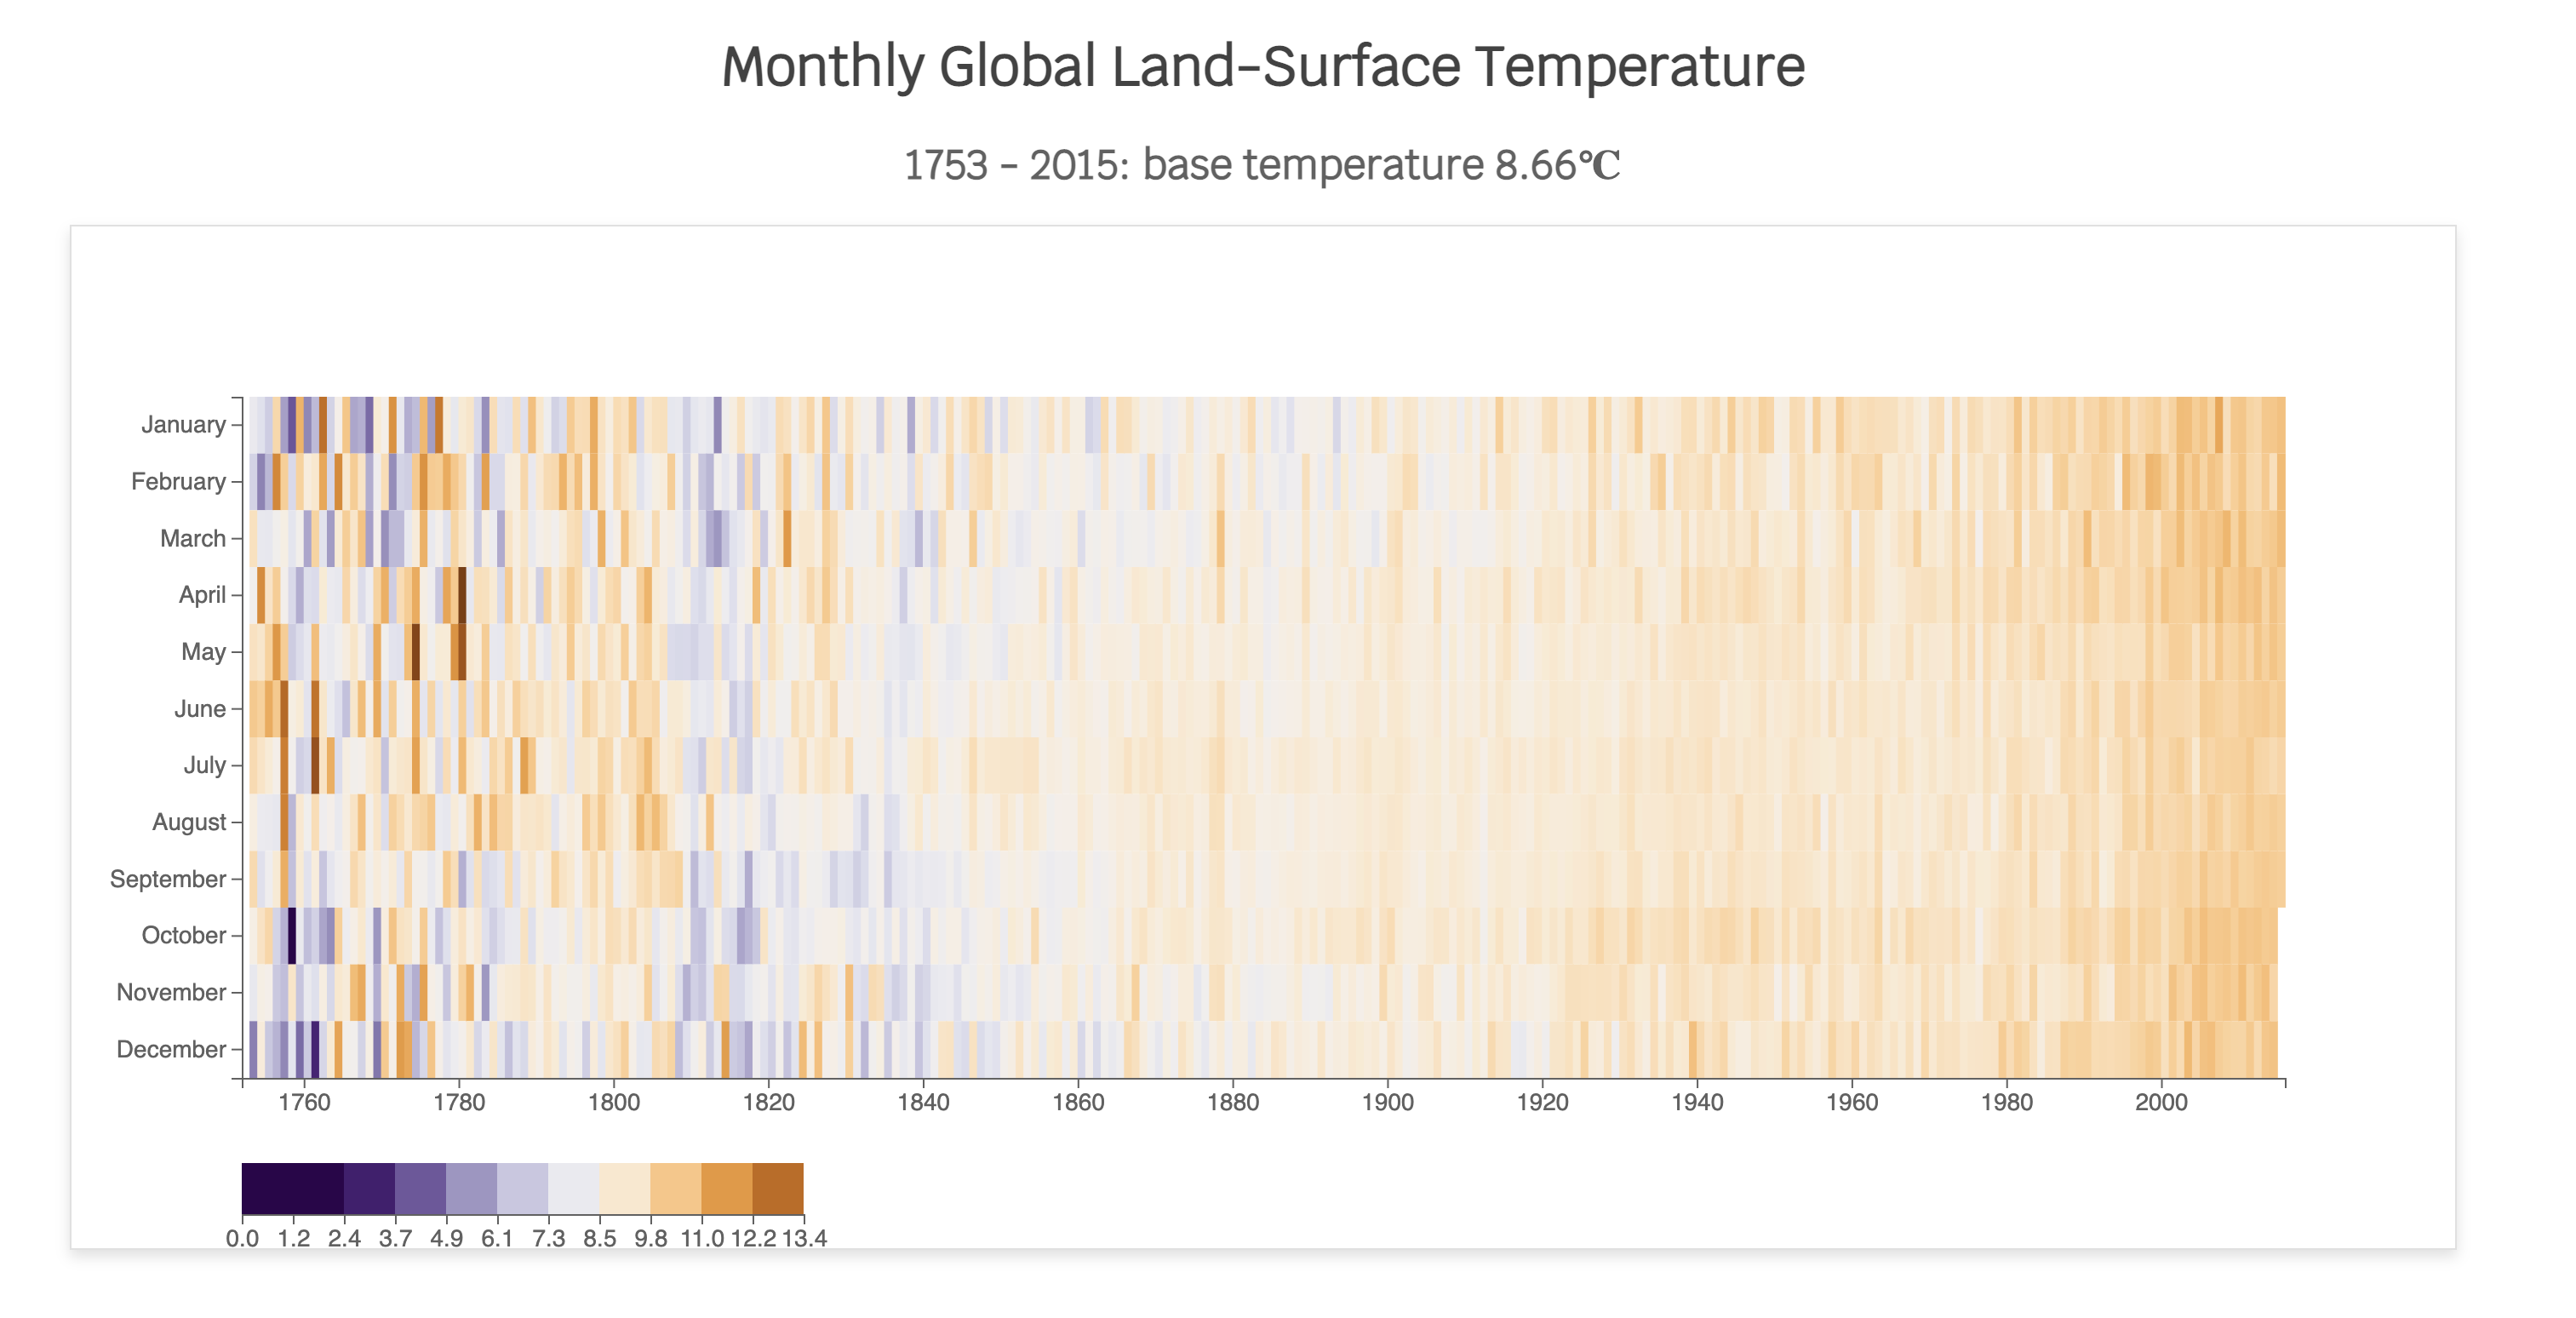 Monthly Global Land-Surface Temperature
1753 - 2015: base temperature 8.66℃
January
February
March
April
May
June
July
August
September
October
November
December
1760 1780 1800 1820 1840 1860 1880 1900 1920 1940 1960 1980 2000
0.0 1.2 2.4 3.7 4.9 6.1 7.3 8.5 9.8 11.0 12.2 13.4